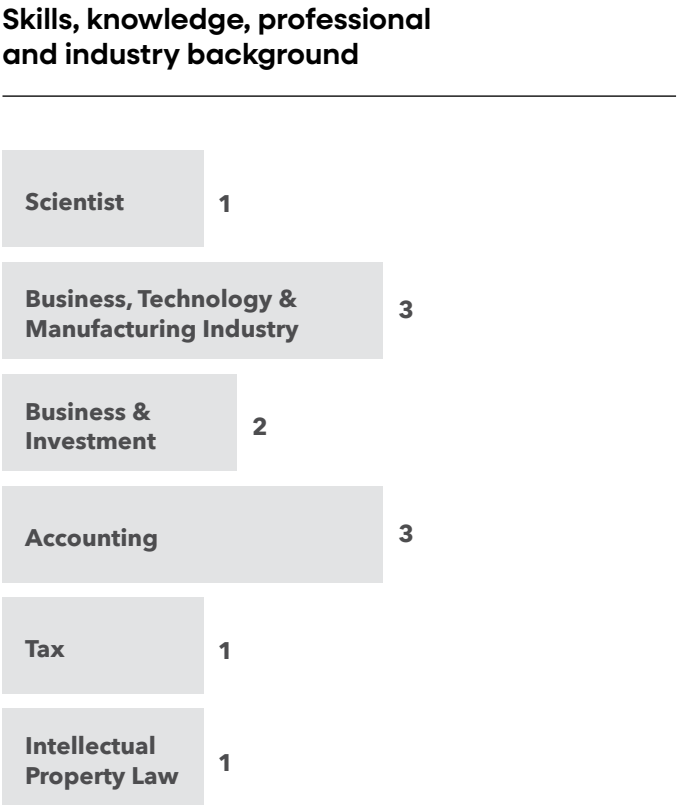 Skills, knowledge, professional
and industry background
Scientist
1
Business, Technology &
Manufacturing Industry
3
Business &
Investment
2
Accounting
3
Tax
1
Intellectual
Property Law
1